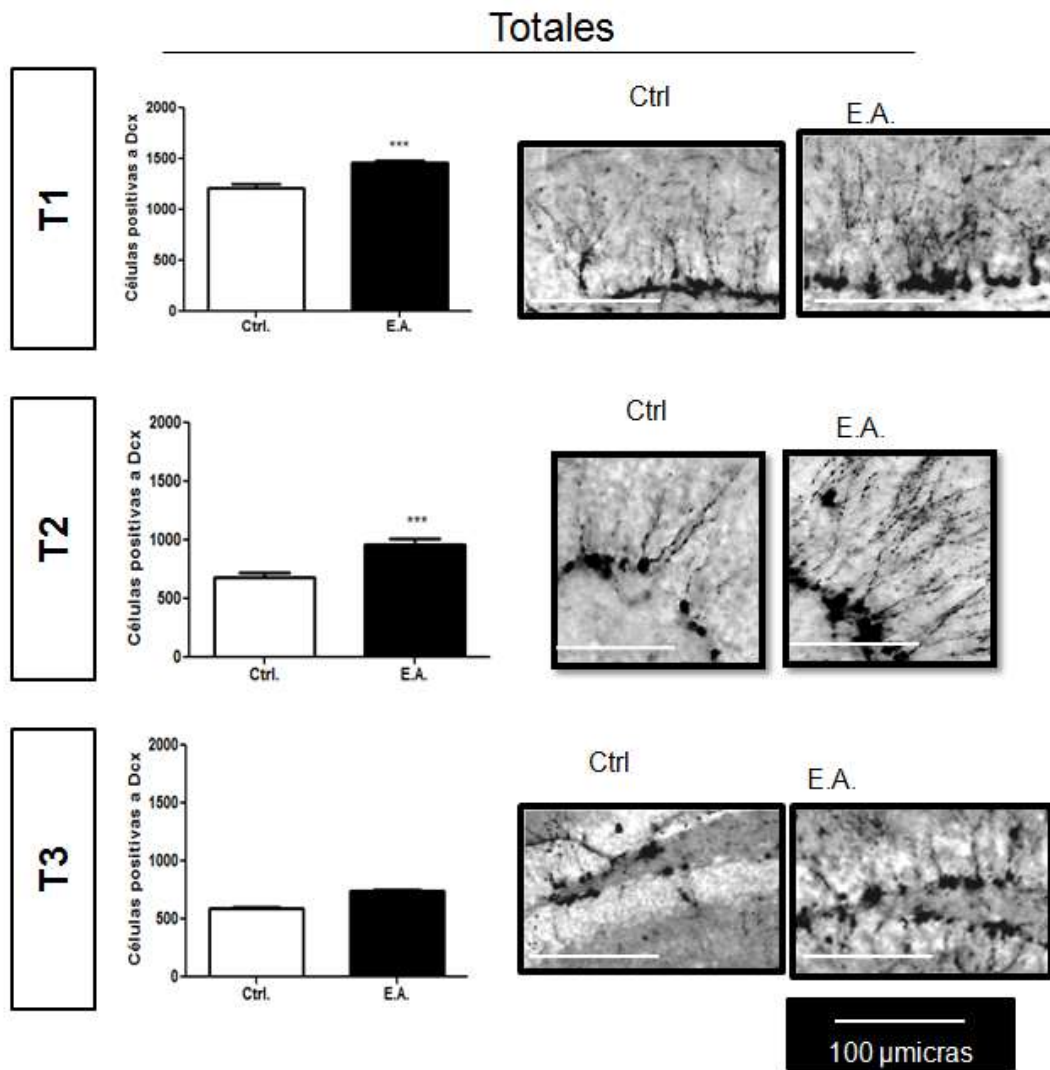 Totales
T1
Células positivas a Dcx
2000
1500
1000
500
0
***
Ctrl.
E.A.
Ctrl
E.A.
T2
Células positivas a Dcx
2000
1500
1000
500
0
***
Ctrl.
E.A.
Ctrl
E.A.
T3
Células positivas a Dcx
2000
1500
1000
500
0
Ctrl.
E.A.
Ctrl
E.A.
100 µmicras